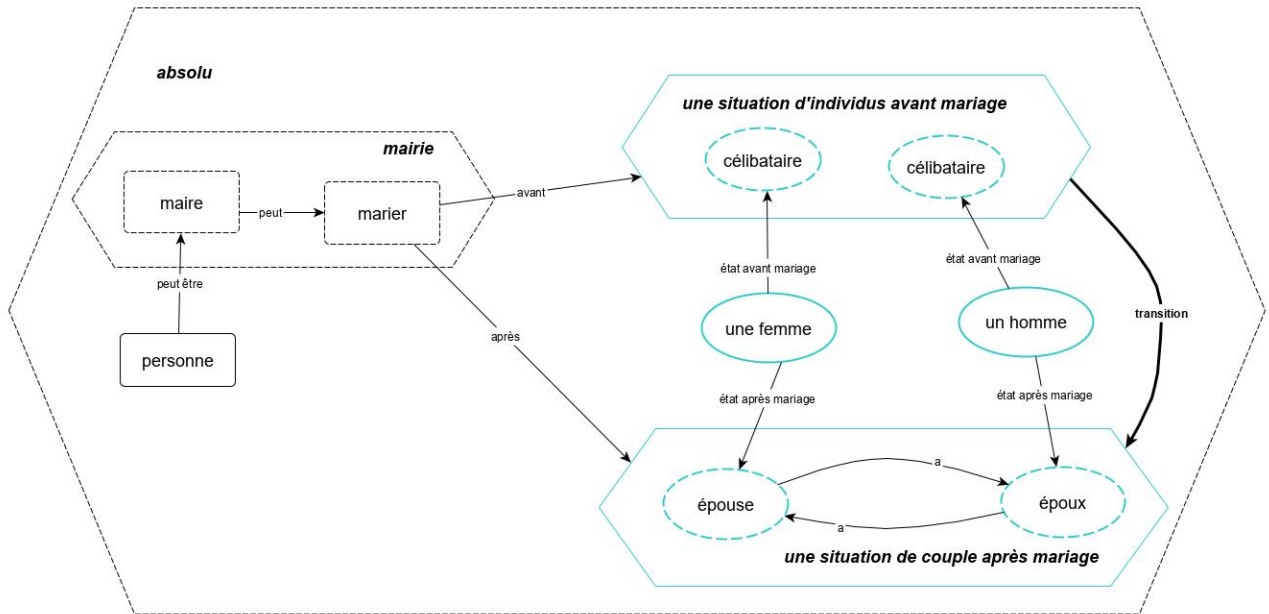 absolu
une situation d'individus avant mariage
mairie
célibataire
célibataire
maire
peut
marier
avant
état avant mariage
état avant mariage
peut être
une femme
un homme
transition
après
personne
état après mariage
état après mariage
a
épouse
époux
a
une situation de couple après mariage